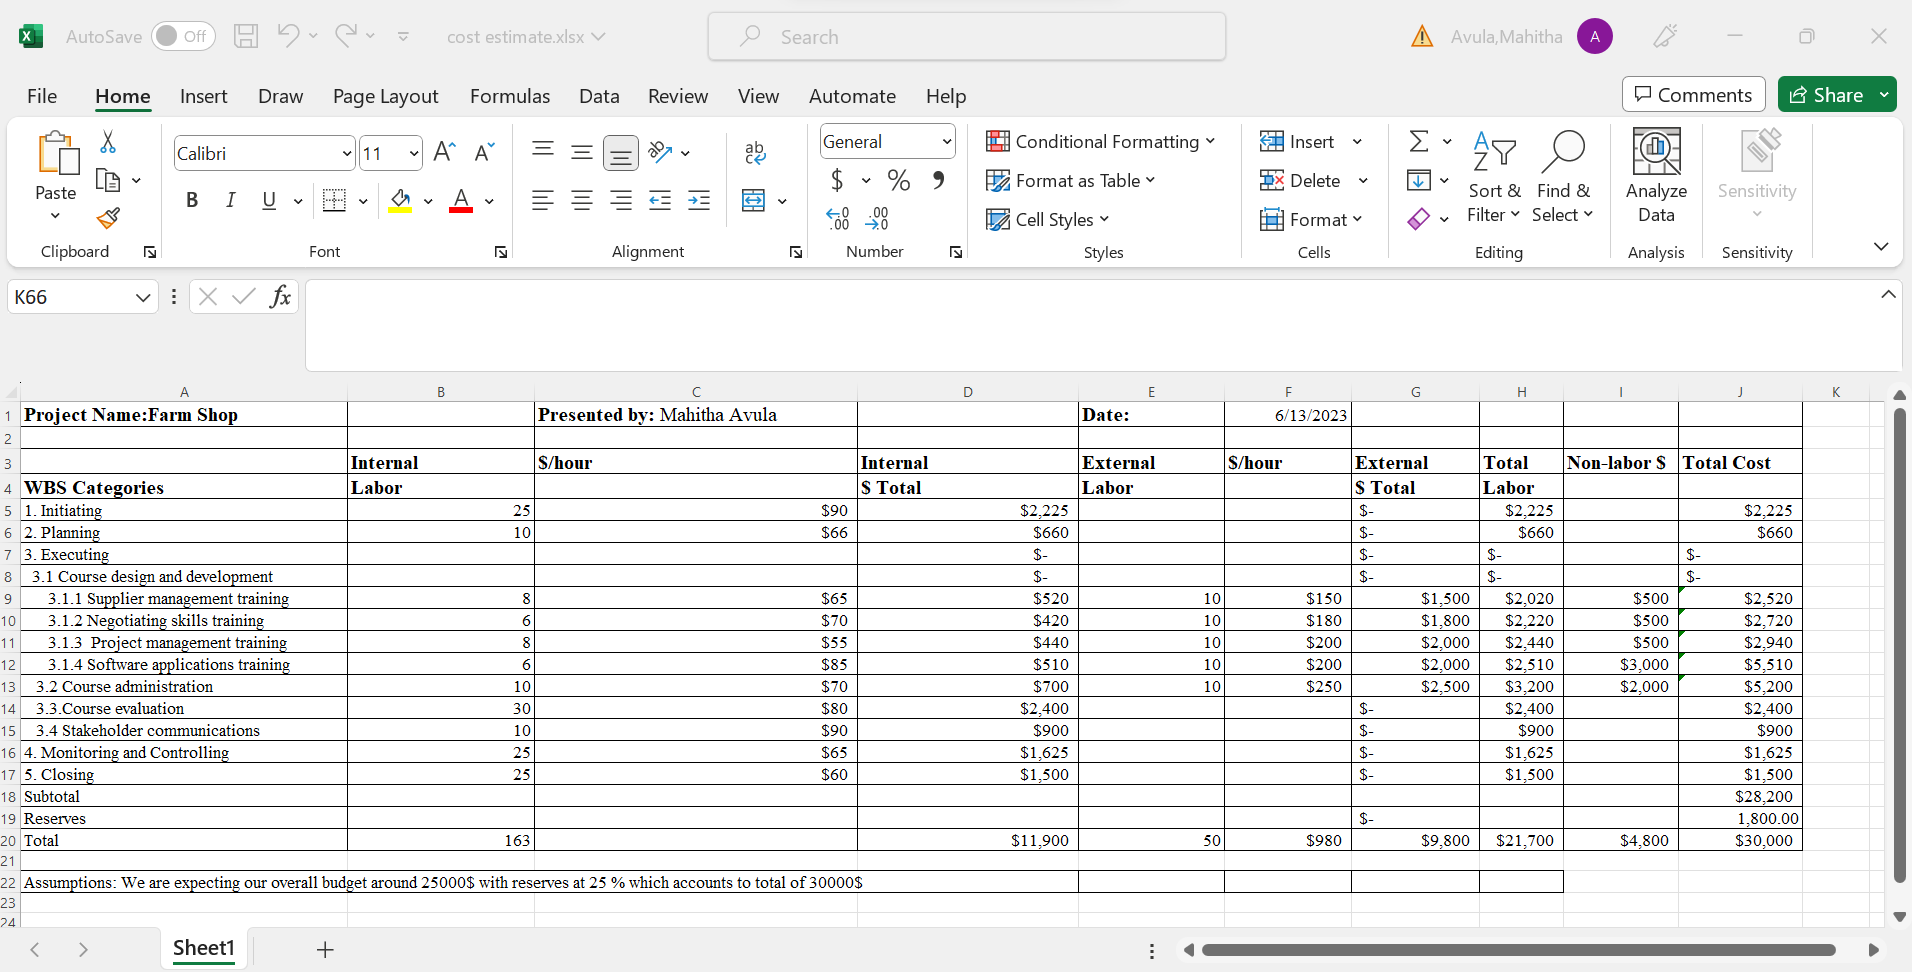 AutoSave Off cost estimate.xlsx Search Avula,Mahitha A
File Home Insert Draw Page Layout Formulas Data Review View Automate Help Comments Share
Paste Calibri 11 General Conditional Formatting Insert
B I U A $ % Format as Table Delete Sort & Filter Find & Select Analyze Data Sensitivity
Cell Styles Format
Clipboard Font Alignment Number Styles Cells Editing Analysis Sensitivity
K66 fx
A B C D E F G H I J K
1 Project Name:Farm Shop Presented by: Mahitha Avula Date: 6/13/2023
2
3 Internal $/hour Internal External $/hour External Total Non-labor $ Total Cost
4 WBS Categories Labor $ Total Labor $ Total Labor
5 1. Initiating 25 $90 $2,225 $- $2,225 $2,225
6 2. Planning 10 $66 $660 $- $660 $660
7 3. Executing $- $- $- $-
8 3.1 Course design and development $- $- $- $-
9 3.1.1 Supplier management training 8 $65 $520 10 $150 $1,500 $2,020 $500 $2,520
10 3.1.2 Negotiating skills training 6 $70 $420 10 $180 $1,800 $2,220 $500 $2,720
11 3.1.3 Project management training 8 $55 $440 10 $200 $2,000 $2,440 $500 $2,940
12 3.1.4 Software applications training 6 $85 $510 10 $200 $2,000 $2,510 $3,000 $5,510
13 3.2 Course administration 10 $70 $700 10 $250 $2,500 $3,200 $2,000 $5,200
14 3.3.Course evaluation 30 $80 $2,400 $- $2,400 $2,400
15 3.4 Stakeholder communications 10 $90 $900 $- $900 $900
16 4. Monitoring and Controlling 25 $65 $1,625 $- $1,625 $1,625
17 5. Closing 25 $60 $1,500 $- $1,500 $1,500
18 Subtotal $28,200
19 Reserves $- 1,800.00
20 Total 163 $11,900 50 $980 $9,800 $21,700 $4,800 $30,000
21
22 Assumptions: We are expecting our overall budget around 25000$ with reserves at 25 % which accounts to total of 30000$
23
24
Sheet1